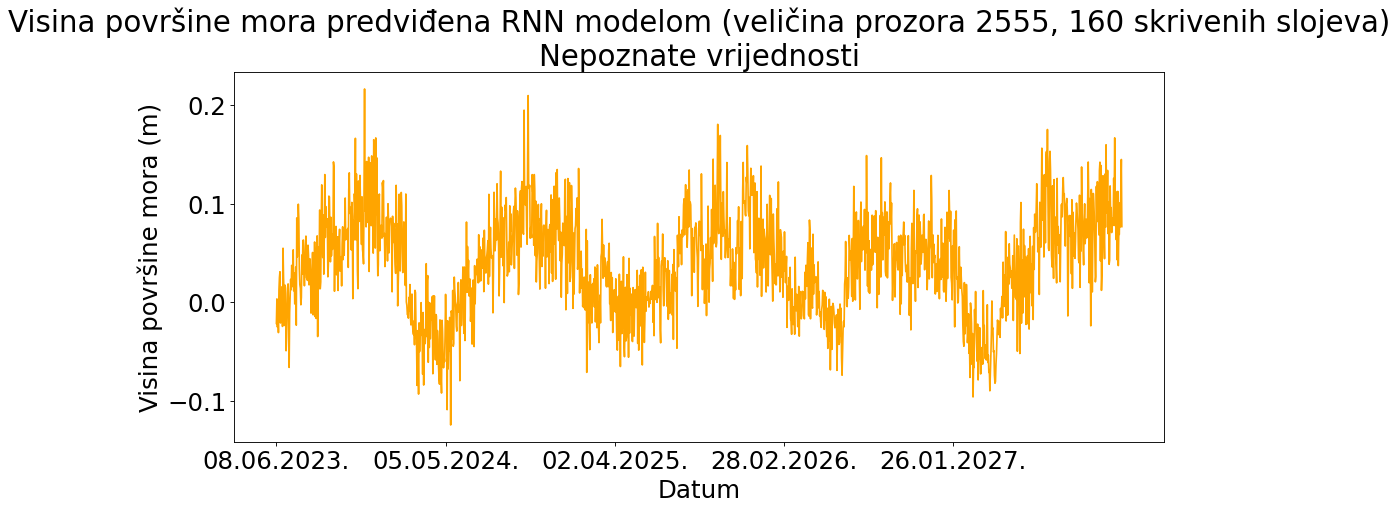 Visina površine mora predviđena RNN modelom (veličina prozora 2555, 160 skrivenih slojeva)
Nepoznate vrijednosti
Visina površine mora (m)
0.2
0.1
0.0
−0.1
08.06.2023. 05.05.2024. 02.04.2025. 28.02.2026. 26.01.2027.
Datum